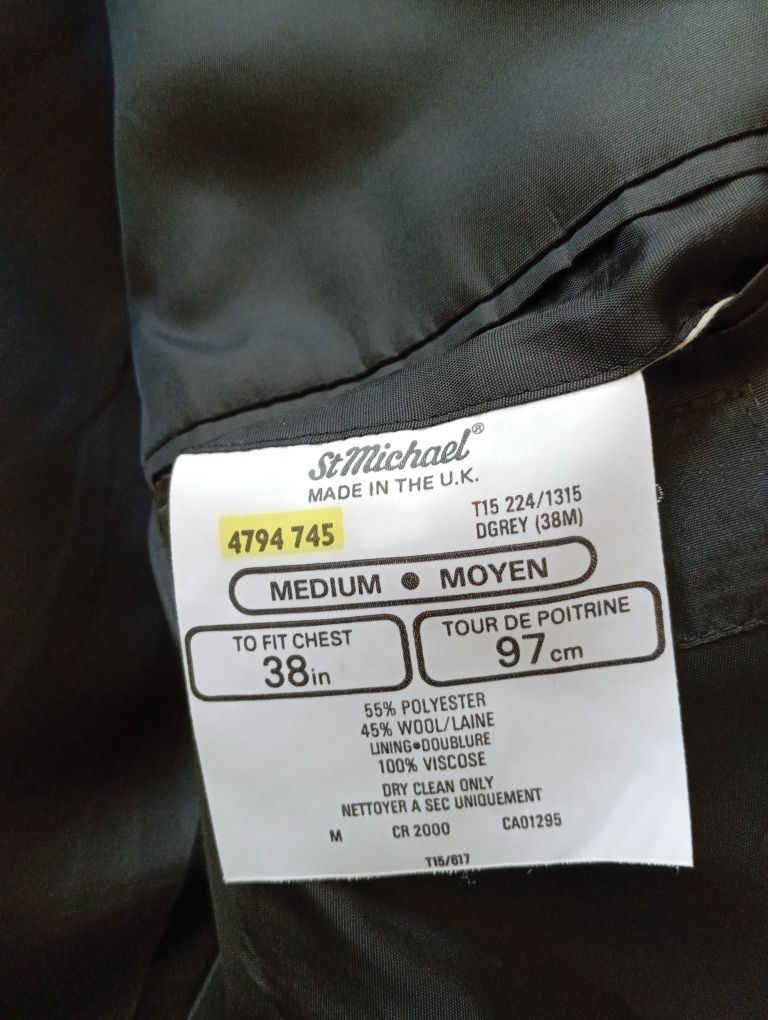 St Michael®
MADE IN THE U.K.
4794 745
T15 224/1315
DGREY (38M)
MEDIUM • MOYEN
TO FIT CHEST
38in
TOUR DE POITRINE
97cm
55% POLYESTER
45% WOOL/LAINE
LINING•DOUBLURE
100% VISCOSE
DRY CLEAN ONLY
NETTOYER A SEC UNIQUEMENT
M CR 2000 CA01295
T15/617